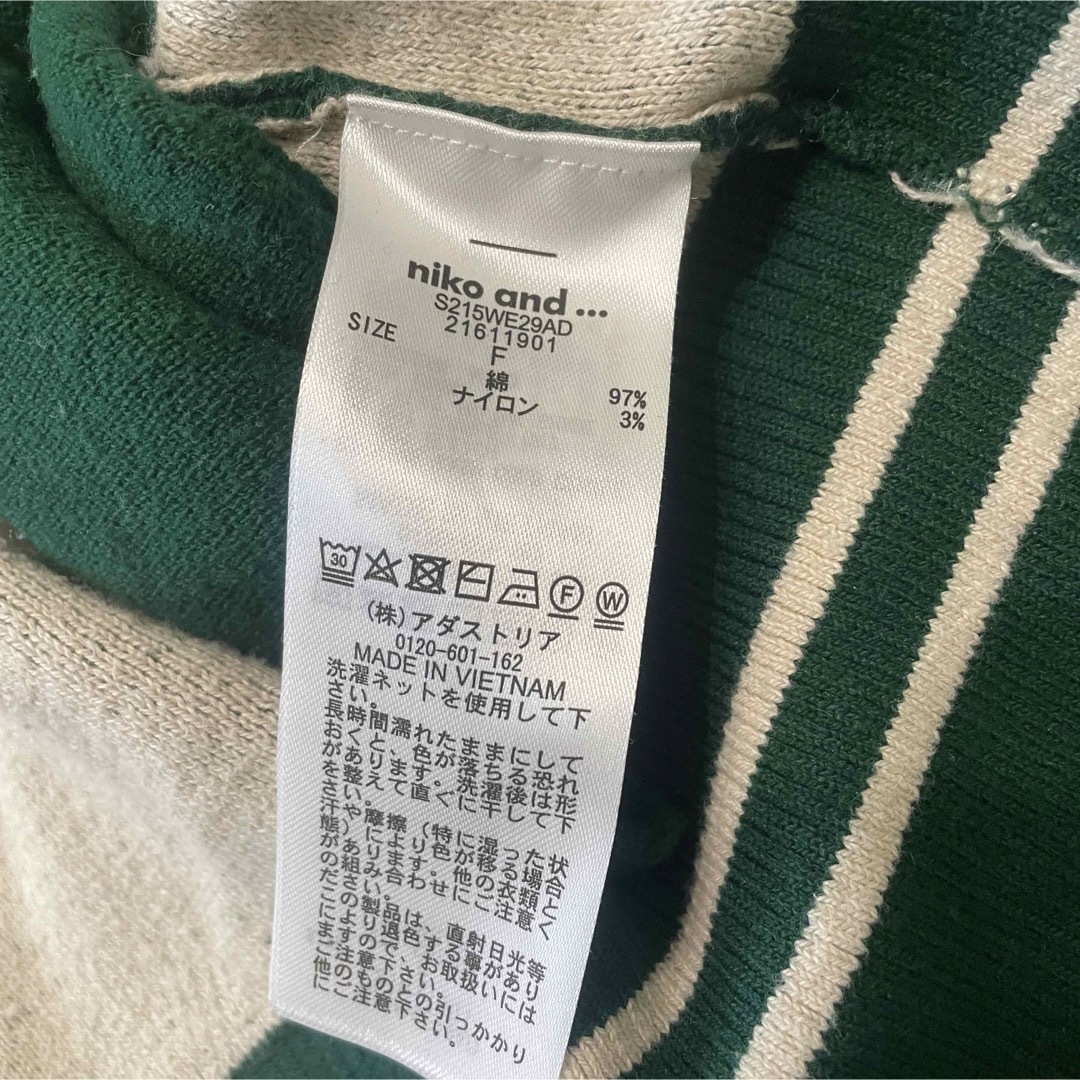 niko and ...
S215WE29AD
21611901
SIZE F
綿 97%
ナイロン 3%
30
F
W
(株)アダストリア
0120-601-162
MADE IN VIETNAM
洗濯ネットを使用して下
さい。
長時間濡れたままにして
おくと、色が落ちる恐れ
があります。洗濯後は形
を整えて直ぐに干して下
さい。
汗や摩擦(特に湿った状
態)により色が移る場合
があります。他の衣類と
の組み合わせにご注意く
ださい。
この製品は、直射日光等
により退色する事があり
ますのでお取扱いには
ご注意下さい。
他のものとの引っかかり
にご注意下さい。